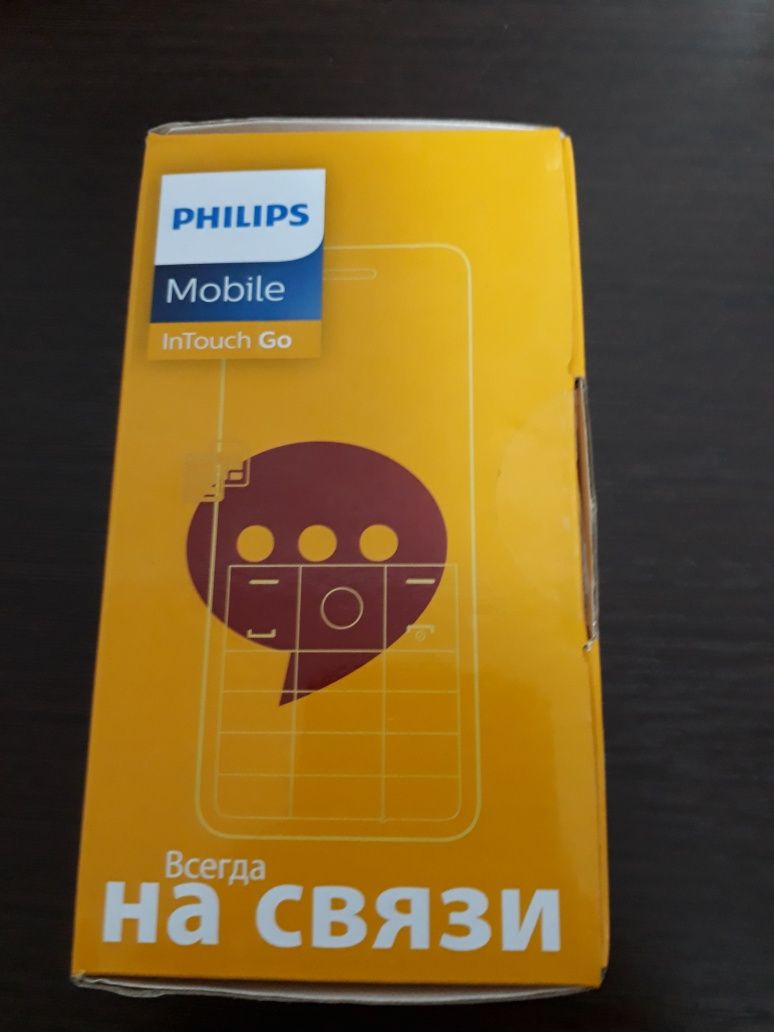 PHILIPS
Mobile
InTouch Go
Всегда
на связи